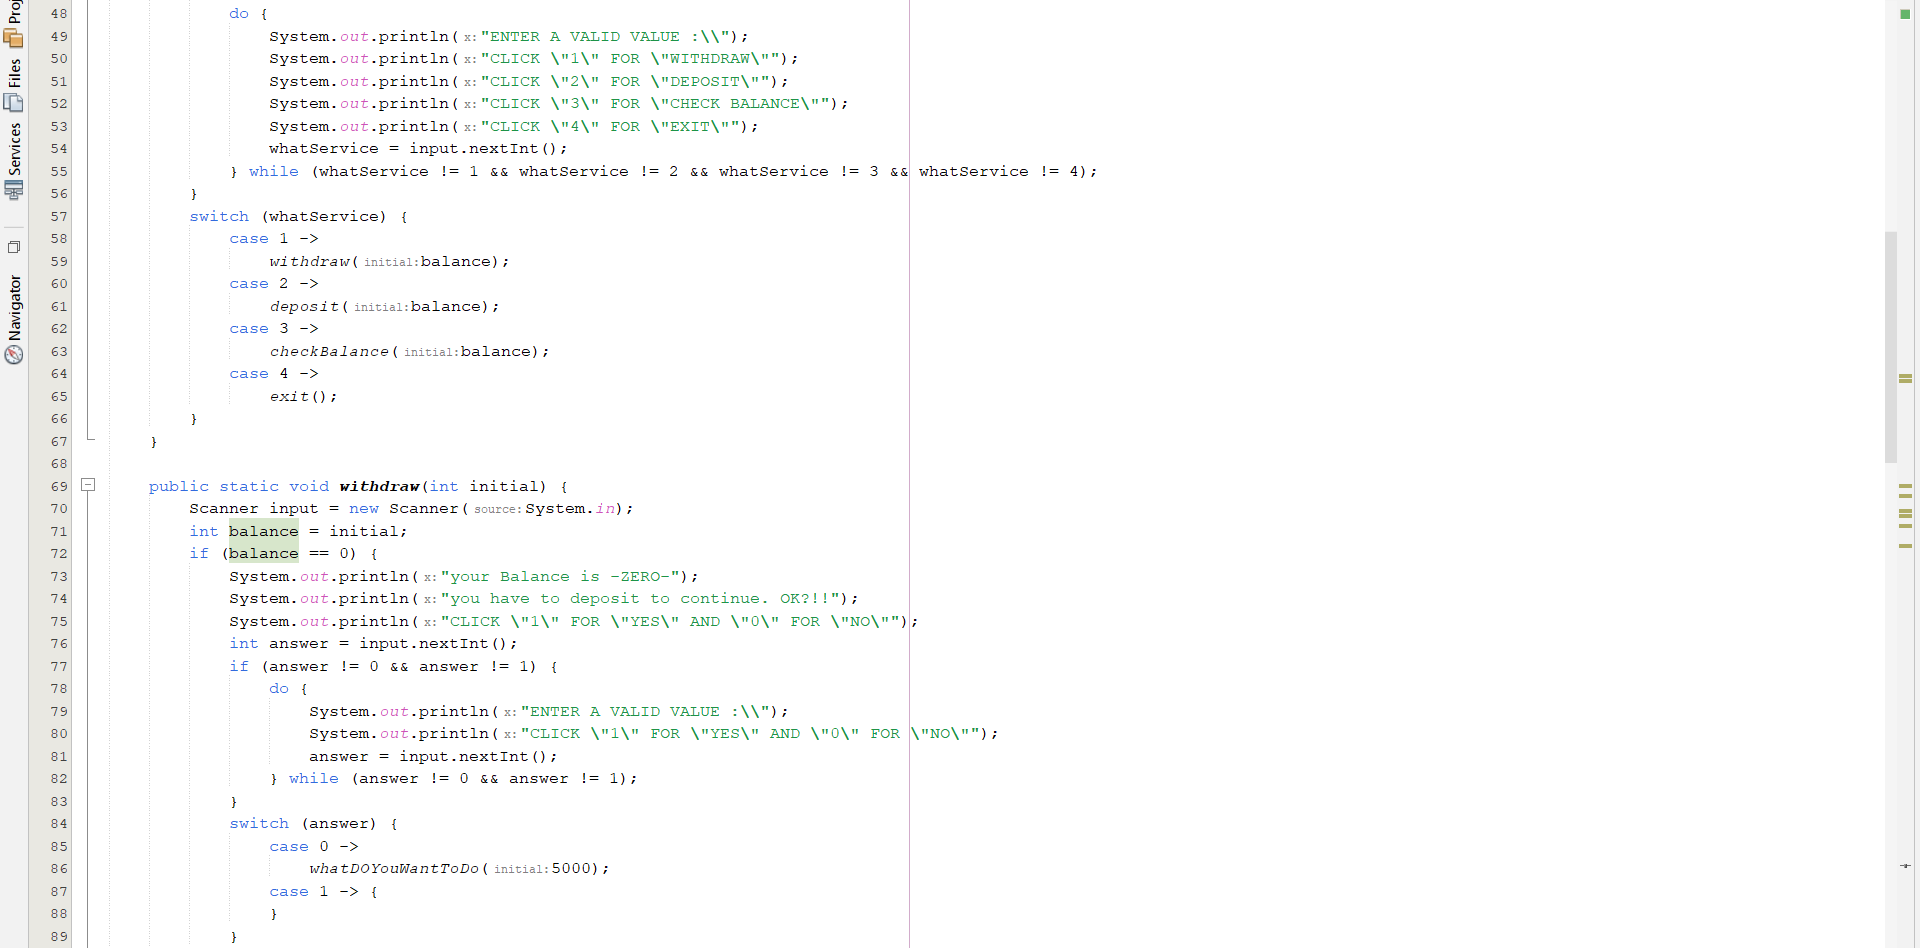 Proj
Files
Services
Navigator
48 do {
49 System.out.println( x: "ENTER A VALID VALUE :\\");
50 System.out.println( x: "CLICK \"1\" FOR \"WITHDRAW\"");
51 System.out.println( x: "CLICK \"2\" FOR \"DEPOSIT\"");
52 System.out.println( x: "CLICK \"3\" FOR \"CHECK BALANCE\"");
53 System.out.println( x: "CLICK \"4\" FOR \"EXIT\"");
54 whatService = input.nextInt();
55 } while (whatService != 1 && whatService != 2 && whatService != 3 && whatService != 4);
56 }
57 switch (whatService) {
58 case 1 ->
59 withdraw( initial: balance);
60 case 2 ->
61 deposit( initial: balance);
62 case 3 ->
63 checkBalance( initial: balance);
64 case 4 ->
65 exit();
66 }
67 }
68
69 public static void withdraw(int initial) {
70 Scanner input = new Scanner( source: System.in);
71 int balance = initial;
72 if (balance == 0) {
73 System.out.println( x: "your Balance is -ZERO-");
74 System.out.println( x: "you have to deposit to continue. OK?!!");
75 System.out.println( x: "CLICK \"1\" FOR \"YES\" AND \"0\" FOR \"NO\"");
76 int answer = input.nextInt();
77 if (answer != 0 && answer != 1) {
78 do {
79 System.out.println( x: "ENTER A VALID VALUE :\\");
80 System.out.println( x: "CLICK \"1\" FOR \"YES\" AND \"0\" FOR \"NO\"");
81 answer = input.nextInt();
82 } while (answer != 0 && answer != 1);
83 }
84 switch (answer) {
85 case 0 ->
86 whatDOYouWantToDo( initial: 5000);
87 case 1 -> {
88 }
89 }